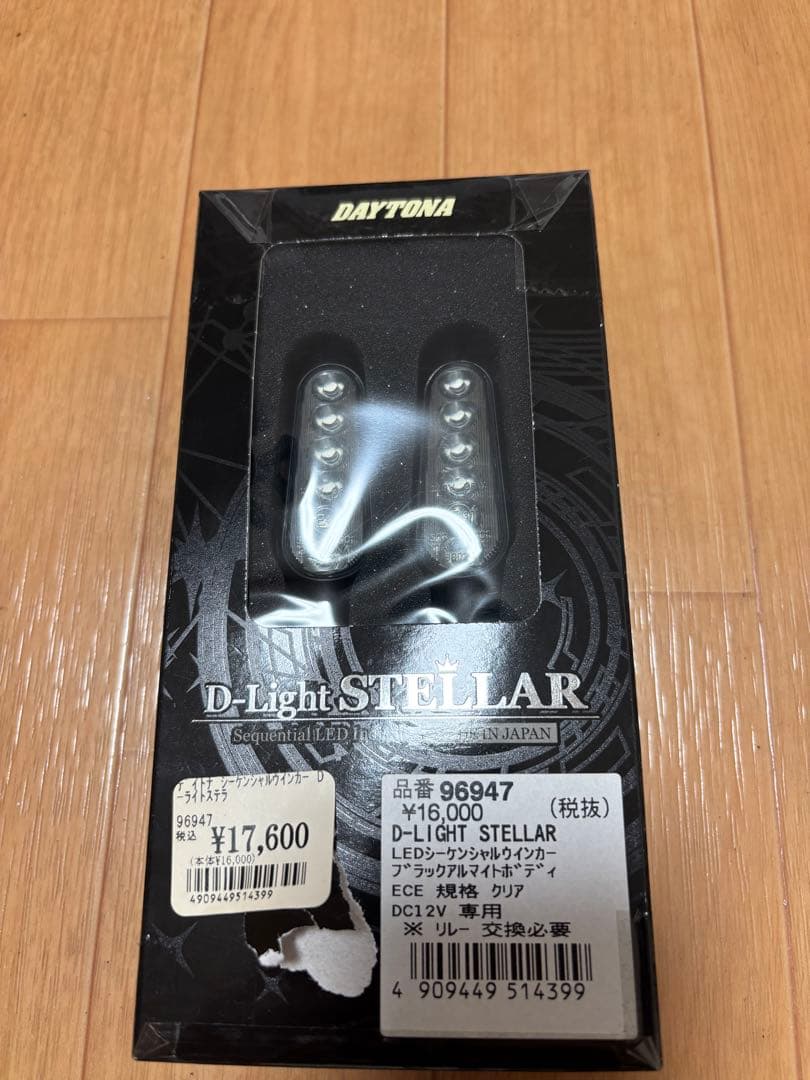 DAYTONA
D-Light STELLAR
Sequential LED IN JAPAN
デイトナ シーケンシャルウインカー D
ーライトステラ
96947
税込 ¥17,600
(本体¥16,000)
4909449514399
品番 96947
¥16,000 (税抜)
D-LIGHT STELLAR
LEDシーケンシャルウインカー
ブラックアルマイトボディ
ECE 規格 クリア
DC12V 専用
※ リレー 交換必要
4 909449 514399